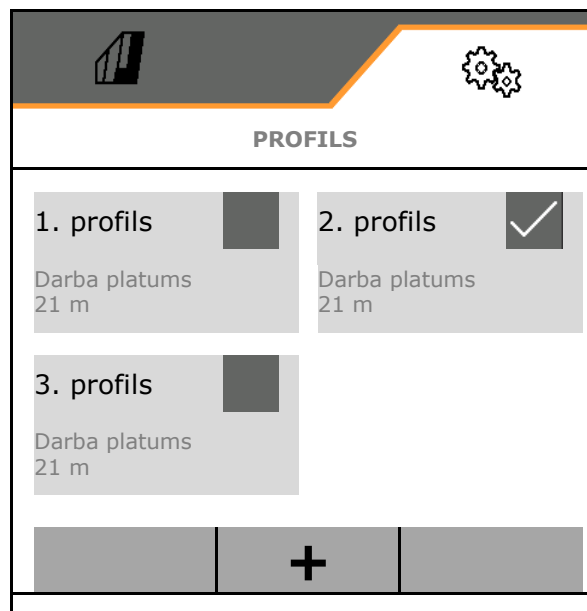 PROFILS
1. profils
Darba platums
21 m
2. profils
Darba platums
21 m
3. profils
Darba platums
21 m
+